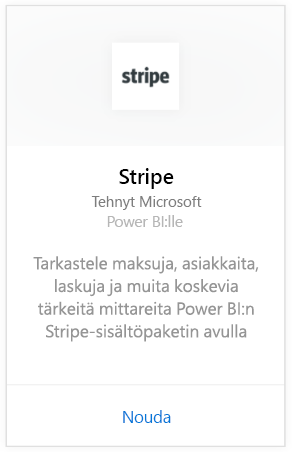 stripe
Stripe
Tehnyt Microsoft
Power BI:lle
Tarkastele maksuja, asiakkaita,
laskuja ja muita koskevia
tärkeitä mittareita Power BI:n
Stripe-sisältöpaketin avulla
Nouda